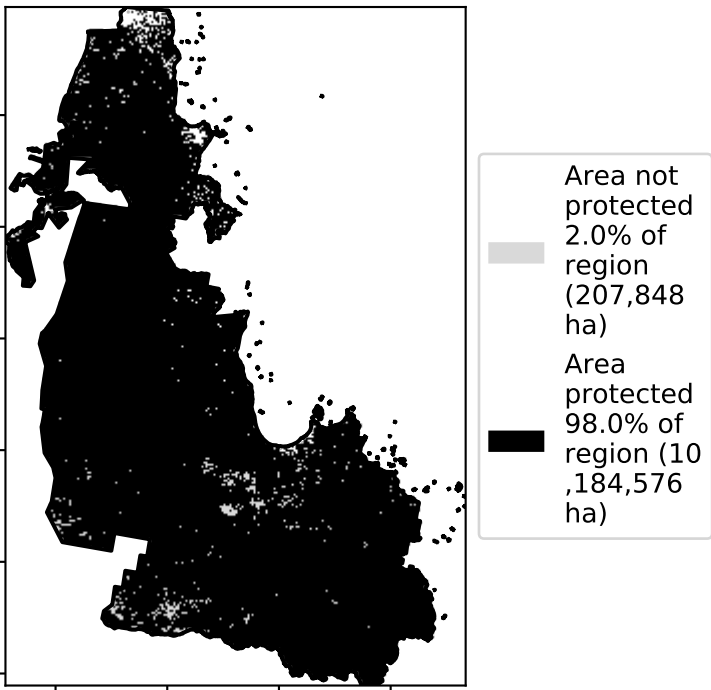 Area not
protected
2.0% of
region
(207,848
ha)
Area
protected
98.0% of
region (10
,184,576
ha)